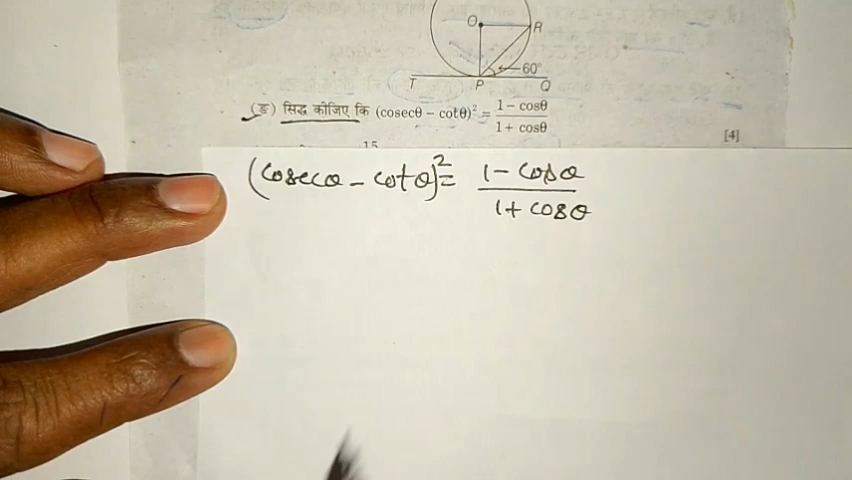 O R
60°
T P Q
(ङ) सिद्ध कीजिए कि (cosecθ – cotθ)² = 1 – cosθ / 1 + cosθ
[4]
15
(cosecθ – cotθ)² = 1 – cosθ / 1 + cosθ